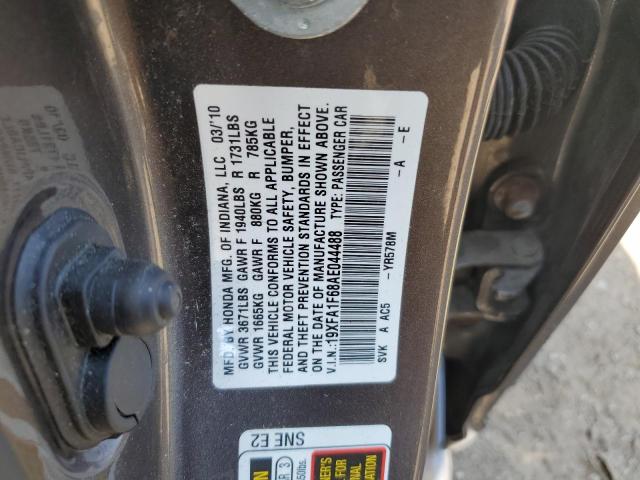 MFD. BY HONDA MFG. OF INDIANA, LLC 03/10
GVWR 3671LBS GAWR F 1940LBS R 1731LBS
GVWR 1665KG GAWR F 880KG R 785KG
THIS VEHICLE CONFORMS TO ALL APPLICABLE
FEDERAL MOTOR VEHICLE SAFETY, BUMPER,
AND THEFT PREVENTION STANDARDS IN EFFECT
ON THE DATE OF MANUFACTURE SHOWN ABOVE.
V.I.N.:19XFA1F68AE044488 TYPE: PASSENGER CAR
SVK A AC5 -YR578M -A -E
SNE E2